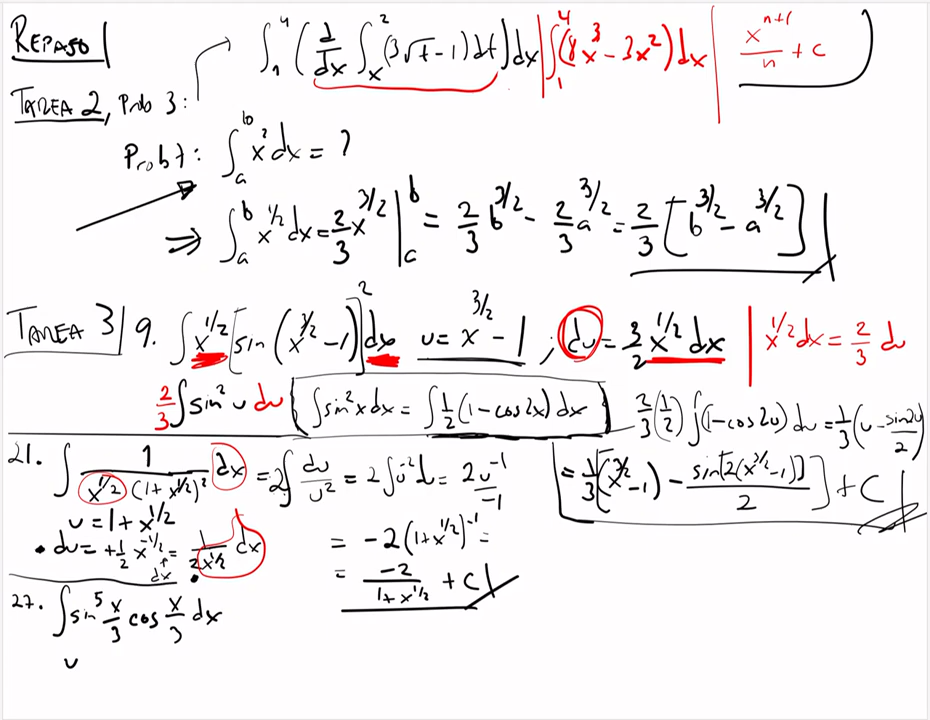 REPASO
∫₁⁴ ( d/dx ∫ₓ² (3√t - 1) dt ) dx | ∫₁⁴ (8x³ - 3x²) dx | x^(n+1)/n + c
TAREA 2, Prob 3:
Prob 7: ∫ₐᵇ x² dx = ?
⇒ ∫ₐᵇ x^(1/2) dx = 2/3 x^(3/2) |ₐᵇ = 2/3 b^(3/2) - 2/3 a^(3/2) = 2/3 [ b^(3/2) - a^(3/2) ]
TAREA 3 | 9. ∫ x^(1/2) [ sin ( x^(3/2) - 1 ) ]² dx u = x^(3/2) - 1 ; du = 3/2 x^(1/2) dx | x^(1/2) dx = 2/3 du
2/3 ∫ sin² u du ∫ sin² x dx = ∫ 1/2 (1 - cos 2x) dx 2/3 (1/2) ∫ (1 - cos 2u) du = 1/3 (u - sin 2u / 2)
= 1/3 [ (x^(3/2) - 1) - sin[2(x^(3/2) - 1)] / 2 ] + C
21. ∫ 1 / ( x^(1/2) (1 + x^(1/2))² ) dx = 2∫ du/u² = 2∫ u⁻² d = 2u⁻¹/-1
u = 1 + x^(1/2)
• du = +1/2 x^(-1/2) = 1/(2x^(1/2)) dx
dx
= -2 (1 + x^(1/2))⁻¹ =
= -2 / (1 + x^(1/2)) + C
27. ∫ sin⁵ x/3 cos x/3 dx
u